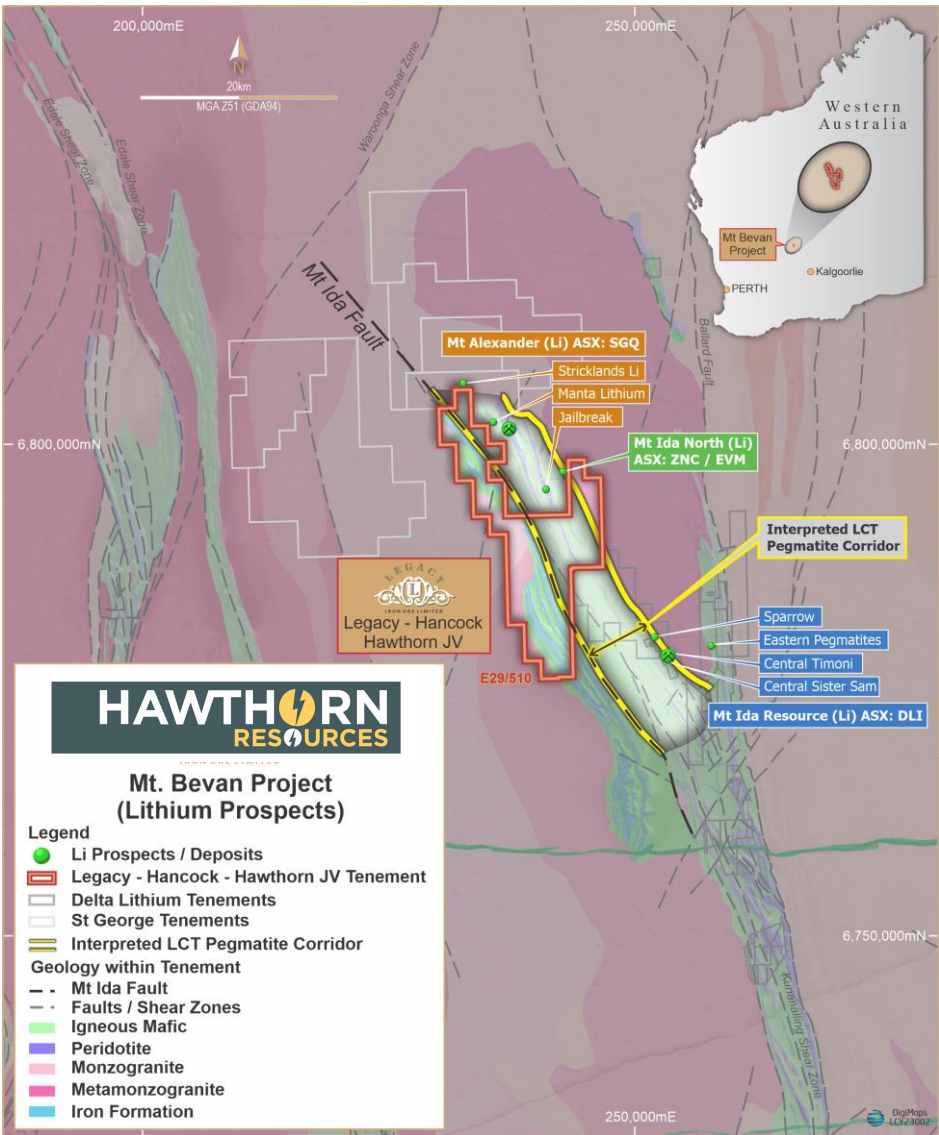 200,000mE
250,000mE
N
20km
MGA Z51 (GDA94)
Edale Shear Zone
Edale Shear Zone
Waroonga Shear Zone
Western
Australia
Mt Bevan
Project
Kalgoorlie
PERTH
Mt Ida Fault
Ballard Fault
Mt Alexander (Li) ASX: SGQ
Stricklands Li
Manta Lithium
Jailbreak
6,800,000mN
6,800,000mN
Mt Ida North (Li)
ASX: ZNC / EVM
Interpreted LCT
Pegmatite Corridor
LEGACY
L
IRON ORE LIMITED
Legacy - Hancock
Hawthorn JV
Sparrow
Eastern Pegmatites
Central Timoni
Central Sister Sam
E29/510
Mt Ida Resource (Li) ASX: DLI
HAWTHORN
RESOURCES
Mt. Bevan Project
(Lithium Prospects)
Legend
Li Prospects / Deposits
Legacy - Hancock - Hawthorn JV Tenement
Delta Lithium Tenements
St George Tenements
Interpreted LCT Pegmatite Corridor
Geology within Tenement
Mt Ida Fault
Faults / Shear Zones
Igneous Mafic
Peridotite
Monzogranite
Metamonzogranite
Iron Formation
6,750,000mN
Kunanalling Shear Zone
250,000mE
DigiMaps
LCY23002